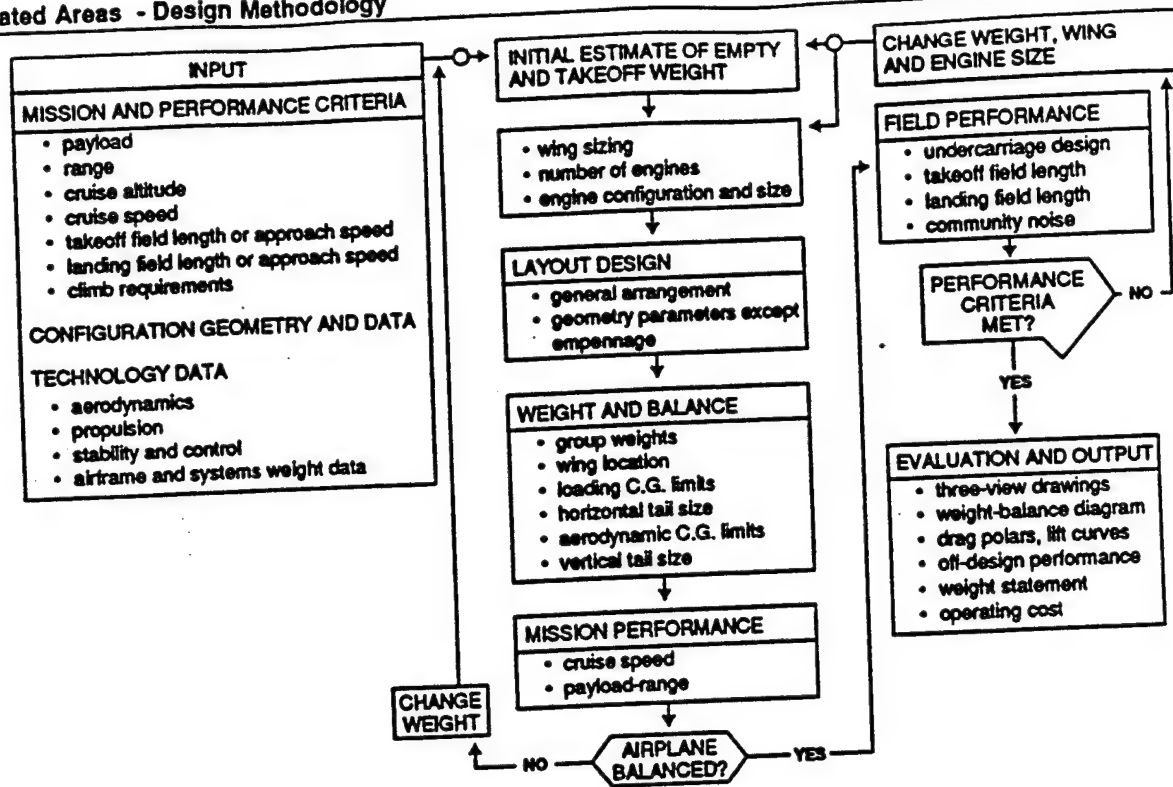 ated Areas - Design Methodology
INPUT
MISSION AND PERFORMANCE CRITERIA
• payload
• range
• cruise altitude
• cruise speed
• takeoff field length or approach speed
• landing field length or approach speed
• climb requirements
CONFIGURATION GEOMETRY AND DATA
TECHNOLOGY DATA
• aerodynamics
• propulsion
• stability and control
• airframe and systems weight data
INITIAL ESTIMATE OF EMPTY
AND TAKEOFF WEIGHT
• wing sizing
• number of engines
• engine configuration and size
LAYOUT DESIGN
• general arrangement
• geometry parameters except
empennage
WEIGHT AND BALANCE
• group weights
• wing location
• loading C.G. limits
• horizontal tail size
• aerodynamic C.G. limits
• vertical tail size
MISSION PERFORMANCE
• cruise speed
• payload-range
AIRPLANE
BALANCED?
NO
YES
CHANGE
WEIGHT
CHANGE WEIGHT, WING
AND ENGINE SIZE
FIELD PERFORMANCE
• undercarriage design
• takeoff field length
• landing field length
• community noise
PERFORMANCE
CRITERIA
MET?
NO
YES
EVALUATION AND OUTPUT
• three-view drawings
• weight-balance diagram
• drag polars, lift curves
• off-design performance
• weight statement
• operating cost